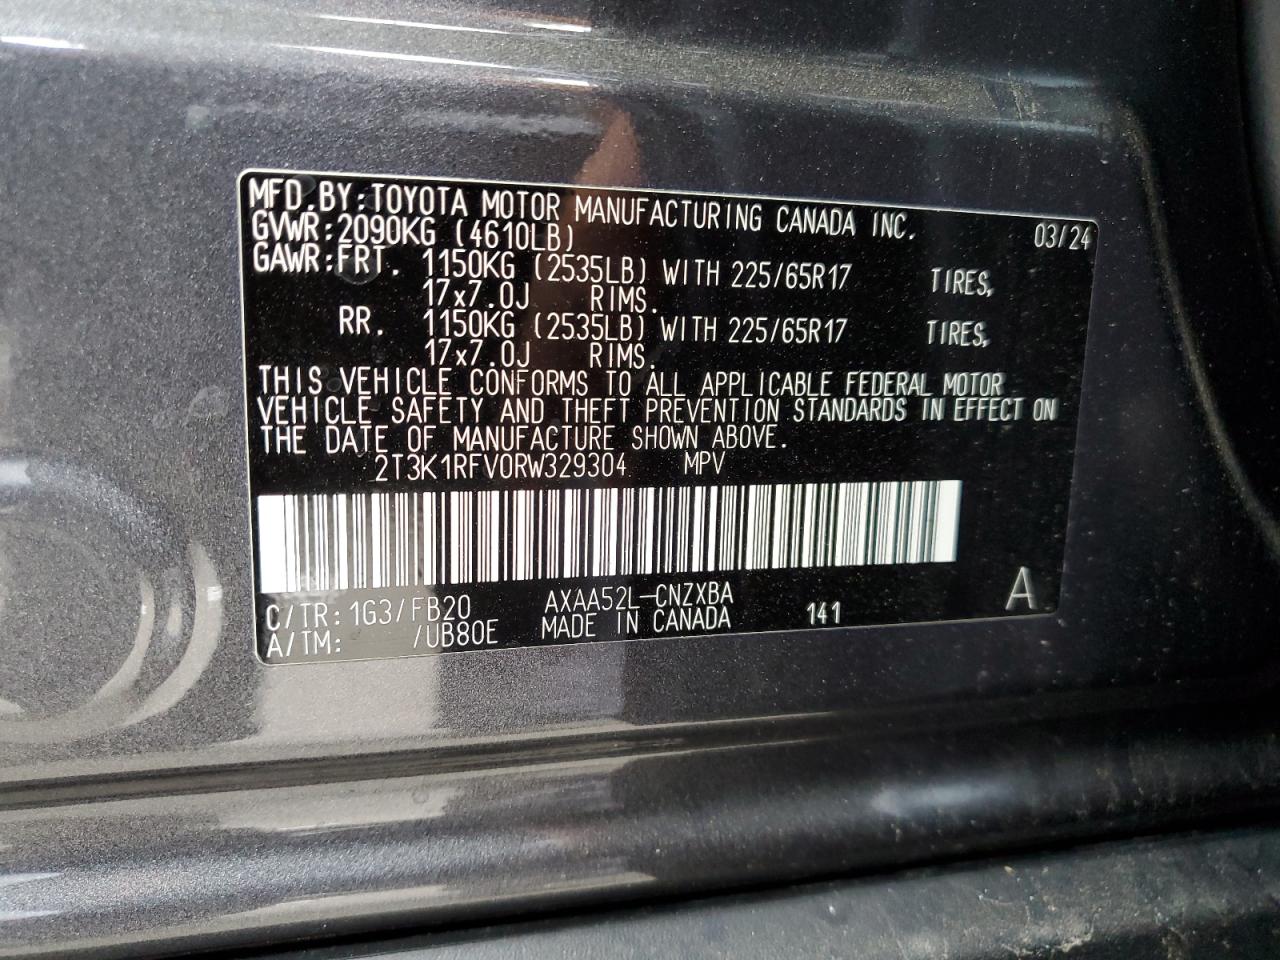 MFD.BY:TOYOTA MOTOR MANUFACTURING CANADA INC. 03/24
GVWR:2090KG (4610LB)
GAWR:FRT. 1150KG (2535LB) WITH 225/65R17 TIRES,
17x7.0J RIMS.
RR. 1150KG (2535LB) WITH 225/65R17 TIRES,
17x7.0J RIMS.
THIS VEHICLE CONFORMS TO ALL APPLICABLE FEDERAL MOTOR
VEHICLE SAFETY AND THEFT PREVENTION STANDARDS IN EFFECT ON
THE DATE OF MANUFACTURE SHOWN ABOVE.
2T3K1RFV0RW329304 MPV
C/TR: 1G3/FB20 AXAA52L-CNZXBA A
A/TM: /UB80E MADE IN CANADA 141